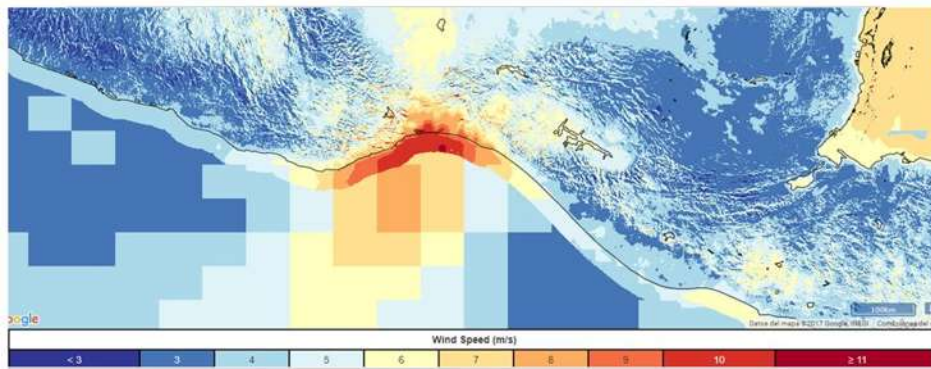 100Km
oogle
Datos del mapa ©2017 Google, INEGI
Wind Speed (m/s)
< 3 3 4 5 6 7 8 9 10 ≥ 11